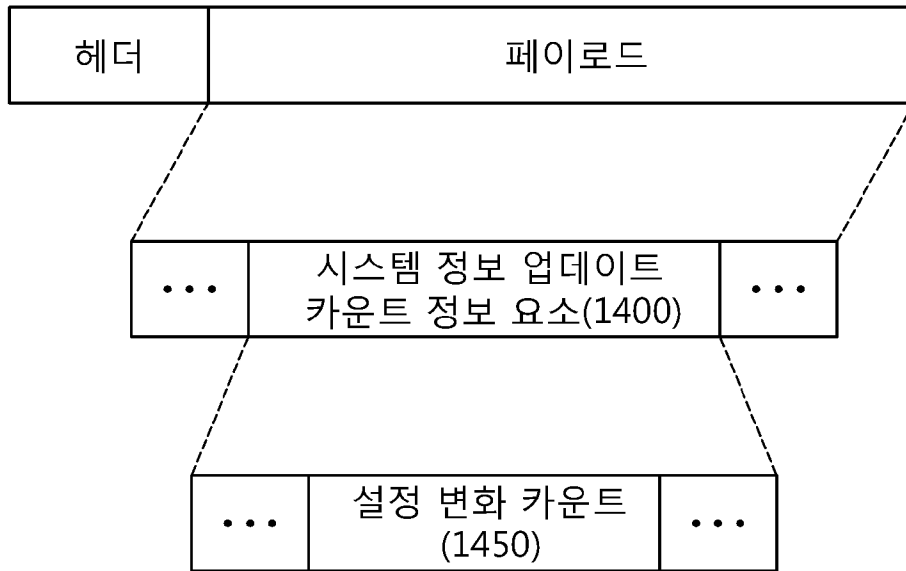 헤더 페이로드
••• 시스템 정보 업데이트 •••
카운트 정보 요소(1400)
••• 설정 변화 카운트 •••
(1450)